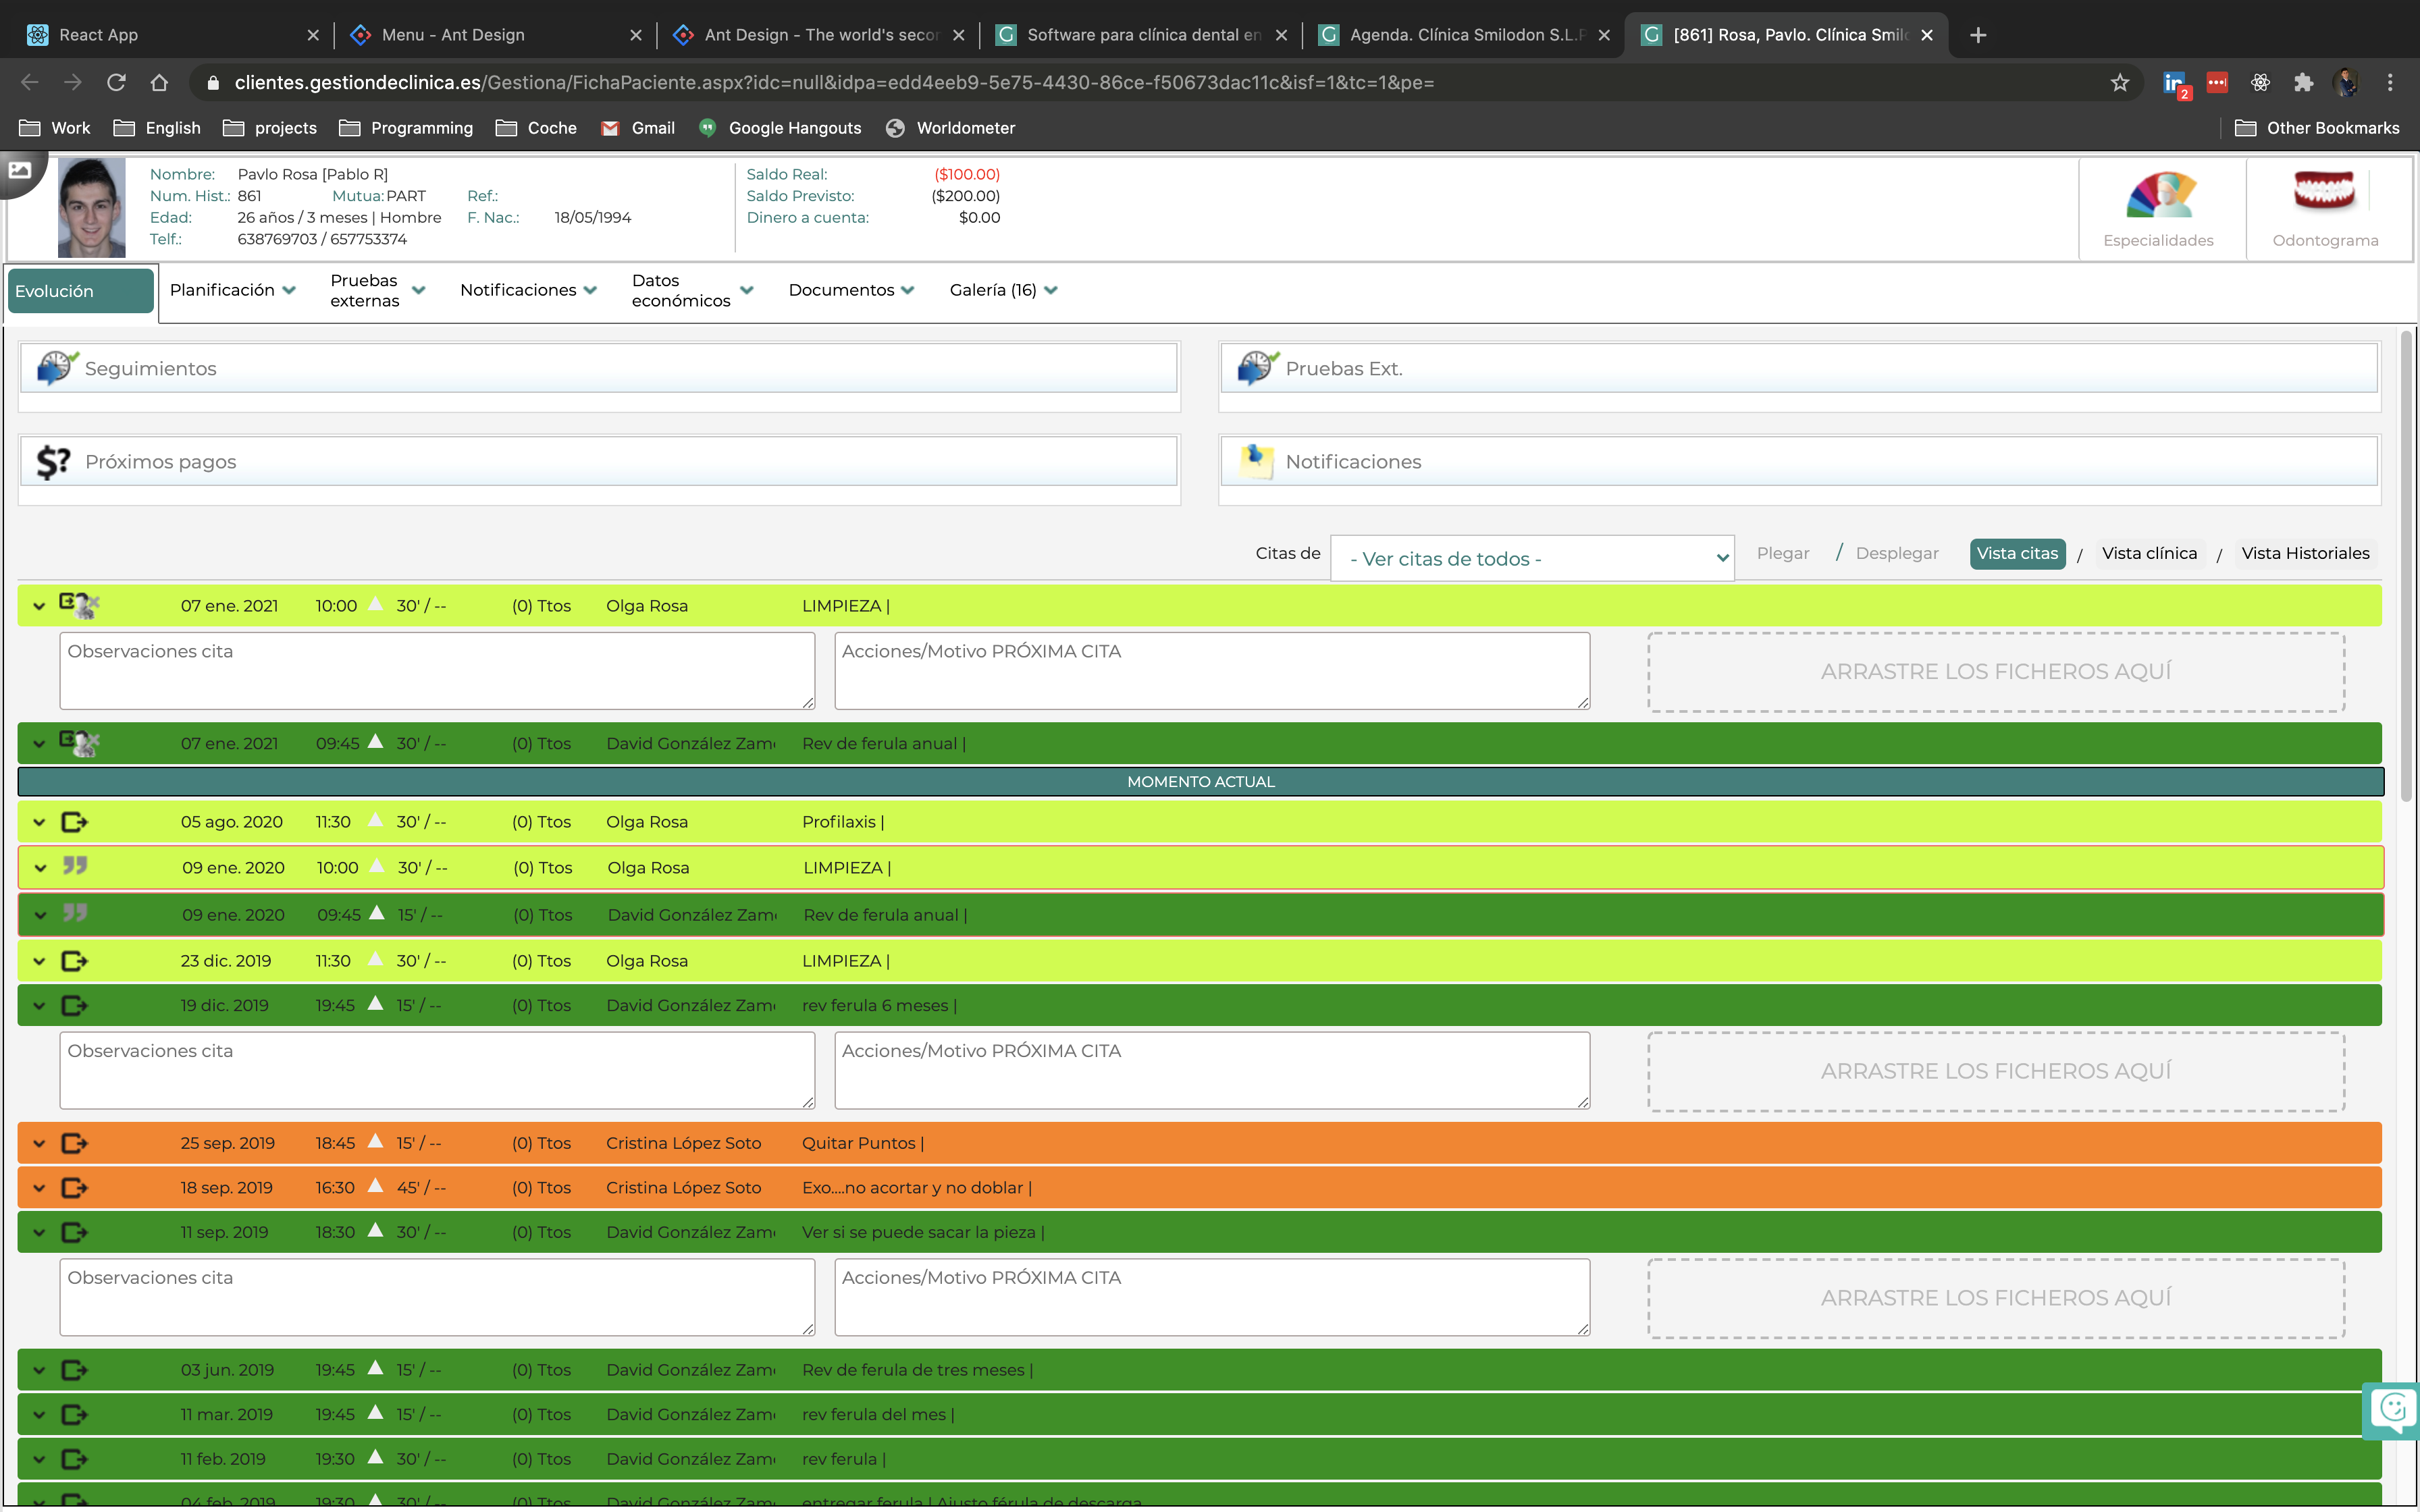 React App
Menu - Ant Design
Ant Design - The world's secor
Software para clínica dental en
Agenda. Clínica Smilodon S.L.P
[861] Rosa, Pavlo. Clínica Smilo
clientes.gestiondeclinica.es/Gestiona/FichaPaciente.aspx?idc=null&idpa=edd4eeb9-5e75-4430-86ce-f50673dac11c&isf=1&tc=1&pe=
2
Work English projects Programming Coche Gmail Google Hangouts Worldometer Other Bookmarks
Nombre: Pavlo Rosa [Pablo R]
Num. Hist.: 861 Mutua: PART Ref.:
Edad: 26 años / 3 meses | Hombre F. Nac.: 18/05/1994
Telf.: 638769703 / 657753374
Saldo Real: ($100.00)
Saldo Previsto: ($200.00)
Dinero a cuenta: $0.00
Especialidades
Odontograma
Evolución
Planificación
Pruebas externas
Notificaciones
Datos económicos
Documentos
Galería (16)
Seguimientos
Pruebas Ext.
$? Próximos pagos
Notificaciones
Citas de - Ver citas de todos - Plegar / Desplegar Vista citas / Vista clínica / Vista Historiales
07 ene. 2021 10:00 30' / -- (0) Ttos Olga Rosa LIMPIEZA |
Observaciones cita
Acciones/Motivo PRÓXIMA CITA
ARRASTRE LOS FICHEROS AQUÍ
07 ene. 2021 09:45 30' / -- (0) Ttos David González Zam Rev de ferula anual |
MOMENTO ACTUAL
05 ago. 2020 11:30 30' / -- (0) Ttos Olga Rosa Profilaxis |
09 ene. 2020 10:00 30' / -- (0) Ttos Olga Rosa LIMPIEZA |
09 ene. 2020 09:45 15' / -- (0) Ttos David González Zam Rev de ferula anual |
23 dic. 2019 11:30 30' / -- (0) Ttos Olga Rosa LIMPIEZA |
19 dic. 2019 19:45 15' / -- (0) Ttos David González Zam rev ferula 6 meses |
Observaciones cita
Acciones/Motivo PRÓXIMA CITA
ARRASTRE LOS FICHEROS AQUÍ
25 sep. 2019 18:45 15' / -- (0) Ttos Cristina López Soto Quitar Puntos |
18 sep. 2019 16:30 45' / -- (0) Ttos Cristina López Soto Exo....no acortar y no doblar |
11 sep. 2019 18:30 30' / -- (0) Ttos David González Zam Ver si se puede sacar la pieza |
Observaciones cita
Acciones/Motivo PRÓXIMA CITA
ARRASTRE LOS FICHEROS AQUÍ
03 jun. 2019 19:45 15' / -- (0) Ttos David González Zam Rev de ferula de tres meses |
11 mar. 2019 19:45 15' / -- (0) Ttos David González Zam rev ferula del mes |
11 feb. 2019 19:30 30' / -- (0) Ttos David González Zam rev ferula |
04 feb. 2019 19:30 30' / -- (0) Ttos David González Zam entregar ferula | Ajusto férula de descarga